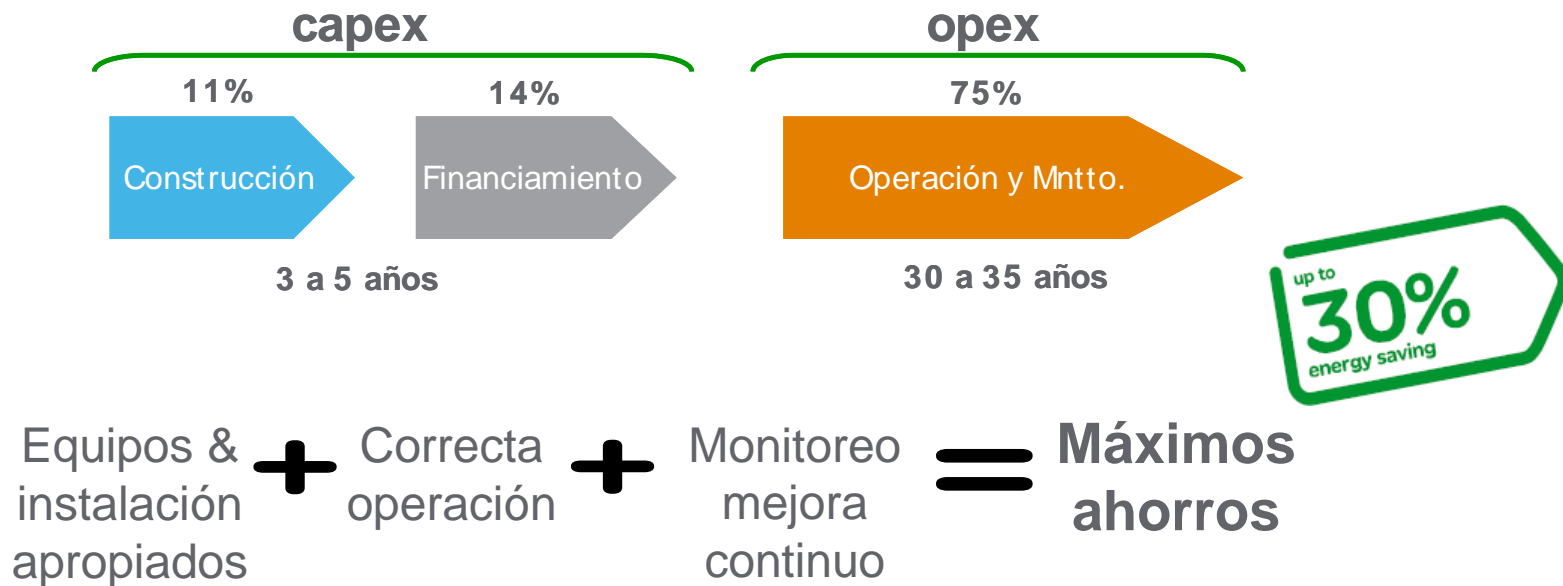 capex
opex
11%
14%
75%
Construcción
Financiamiento
Operación y Mntto.
3 a 5 años
30 a 35 años
up to
30%
energy saving
Equipos &
instalación
apropiados
+
Correcta
operación
+
Monitoreo
mejora
continuo
=
Máximos
ahorros